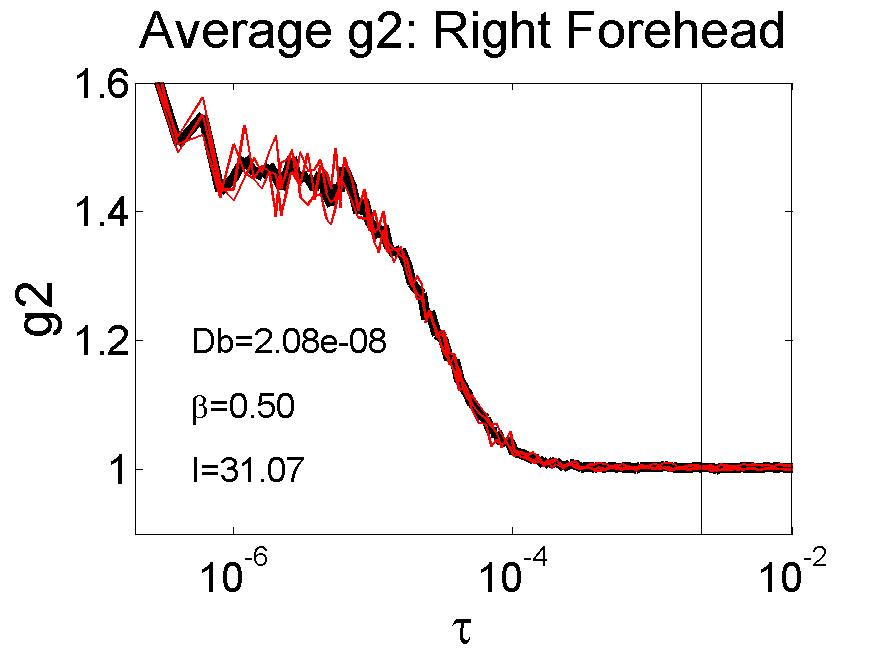 Average g2: Right Forehead
1.6
1.4
1.2
1
g2
Db=2.08e-08
β=0.50
I=31.07
10^-6
10^-4
10^-2
τ